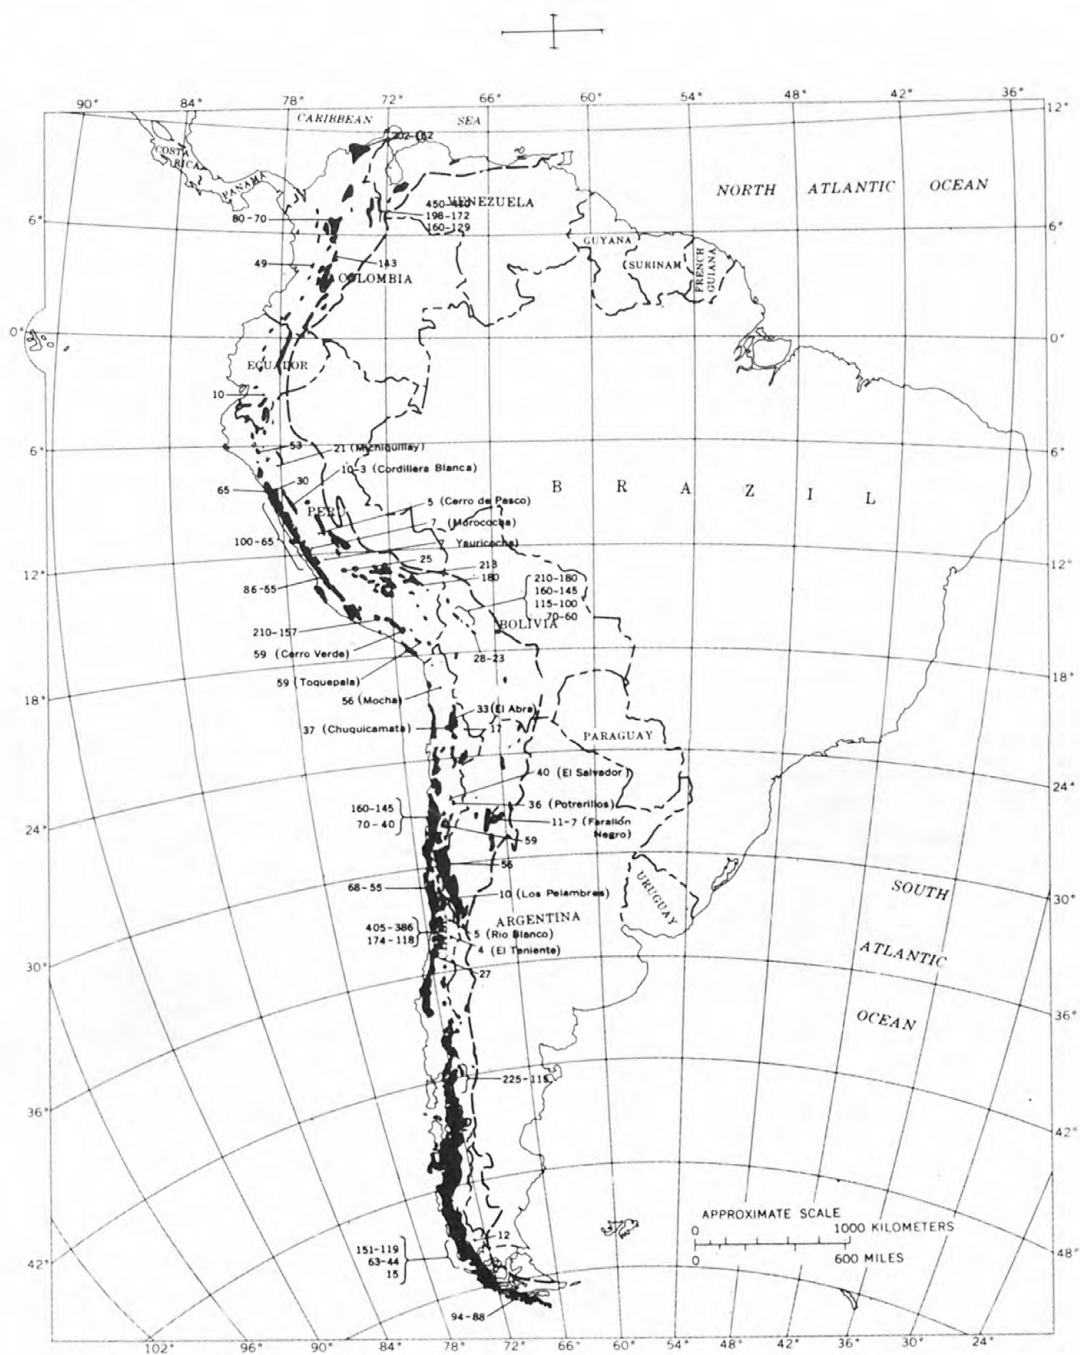 90° 84° 78° 72° 66° 60° 54° 48° 42° 36°
12°
CARIBBEAN SEA
202-162
COSTA
RICA
PANAMA
NORTH ATLANTIC OCEAN
VENEZUELA
198-172
160-129
80-70
6°
6°
GUYANA
SURINAM
FRENCH
GUIANA
49
143
COLOMBIA
0°
0°
ECUADOR
10
53
21 (Michiquillay)
6°
6°
10-3 (Cordillera Blanca)
30
65
B R A Z I L
5 (Cerro de Pasco)
PERU
7 (Morococha)
7 Yauricocha)
100-65
25
213
180
12°
12°
86-55
210-180
160-145
115-100
70-60
BOLIVIA
210-157
59 (Cerro Verde)
28-23
59 (Toquepala)
18°
18°
56 (Mocha)
33 (El Abra)
37 (Chuquicamata)
17
PARAGUAY
40 (El Salvador)
24°
36 (Potrerillos)
160-145
70-40
11-7 (Farallón
Negro)
24°
59
56
68-55
10 (Los Pelambres)
URUGUAY
SOUTH
30°
ARGENTINA
405-386
174-118
5 (Rio Blanco)
4 (El Teniente)
ATLANTIC
30°
27
OCEAN
36°
225-115
36°
42°
APPROXIMATE SCALE
0 1000 KILOMETERS
0 600 MILES
12
151-119
63-44
15
48°
42°
94-88
102° 96° 90° 84° 78° 72° 66° 60° 54° 48° 42° 36° 30° 24°